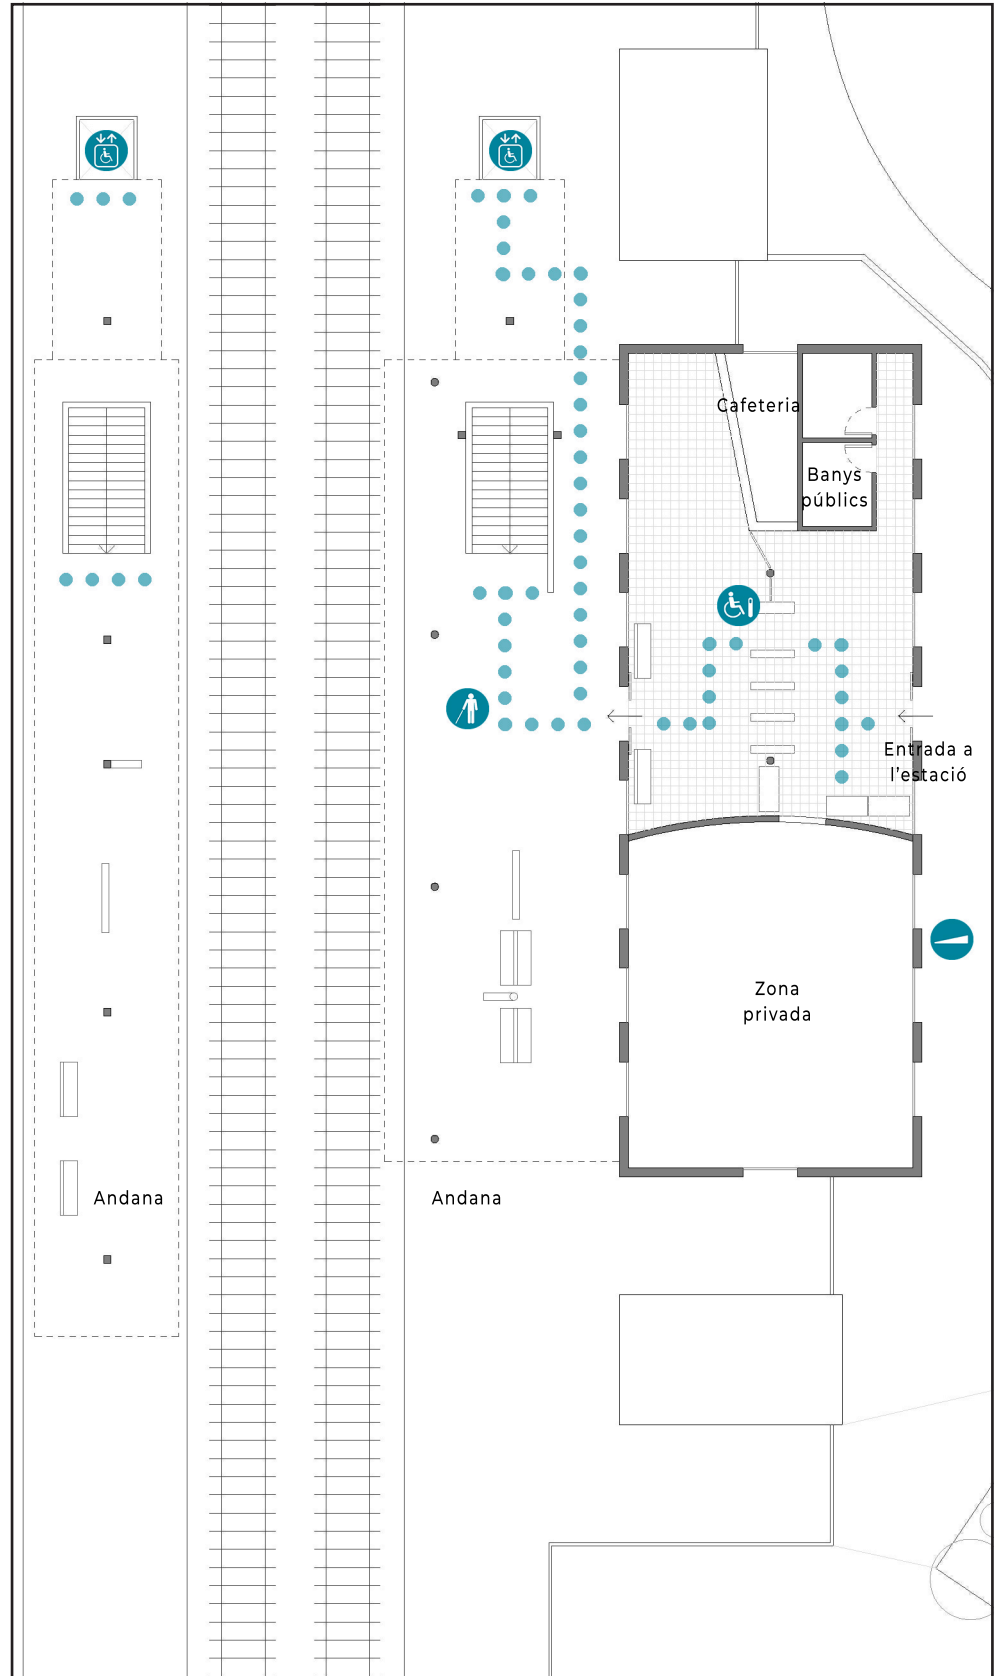 Cafeteria
Banys
públics
Entrada a
l'estació
Zona
privada
Andana
Andana